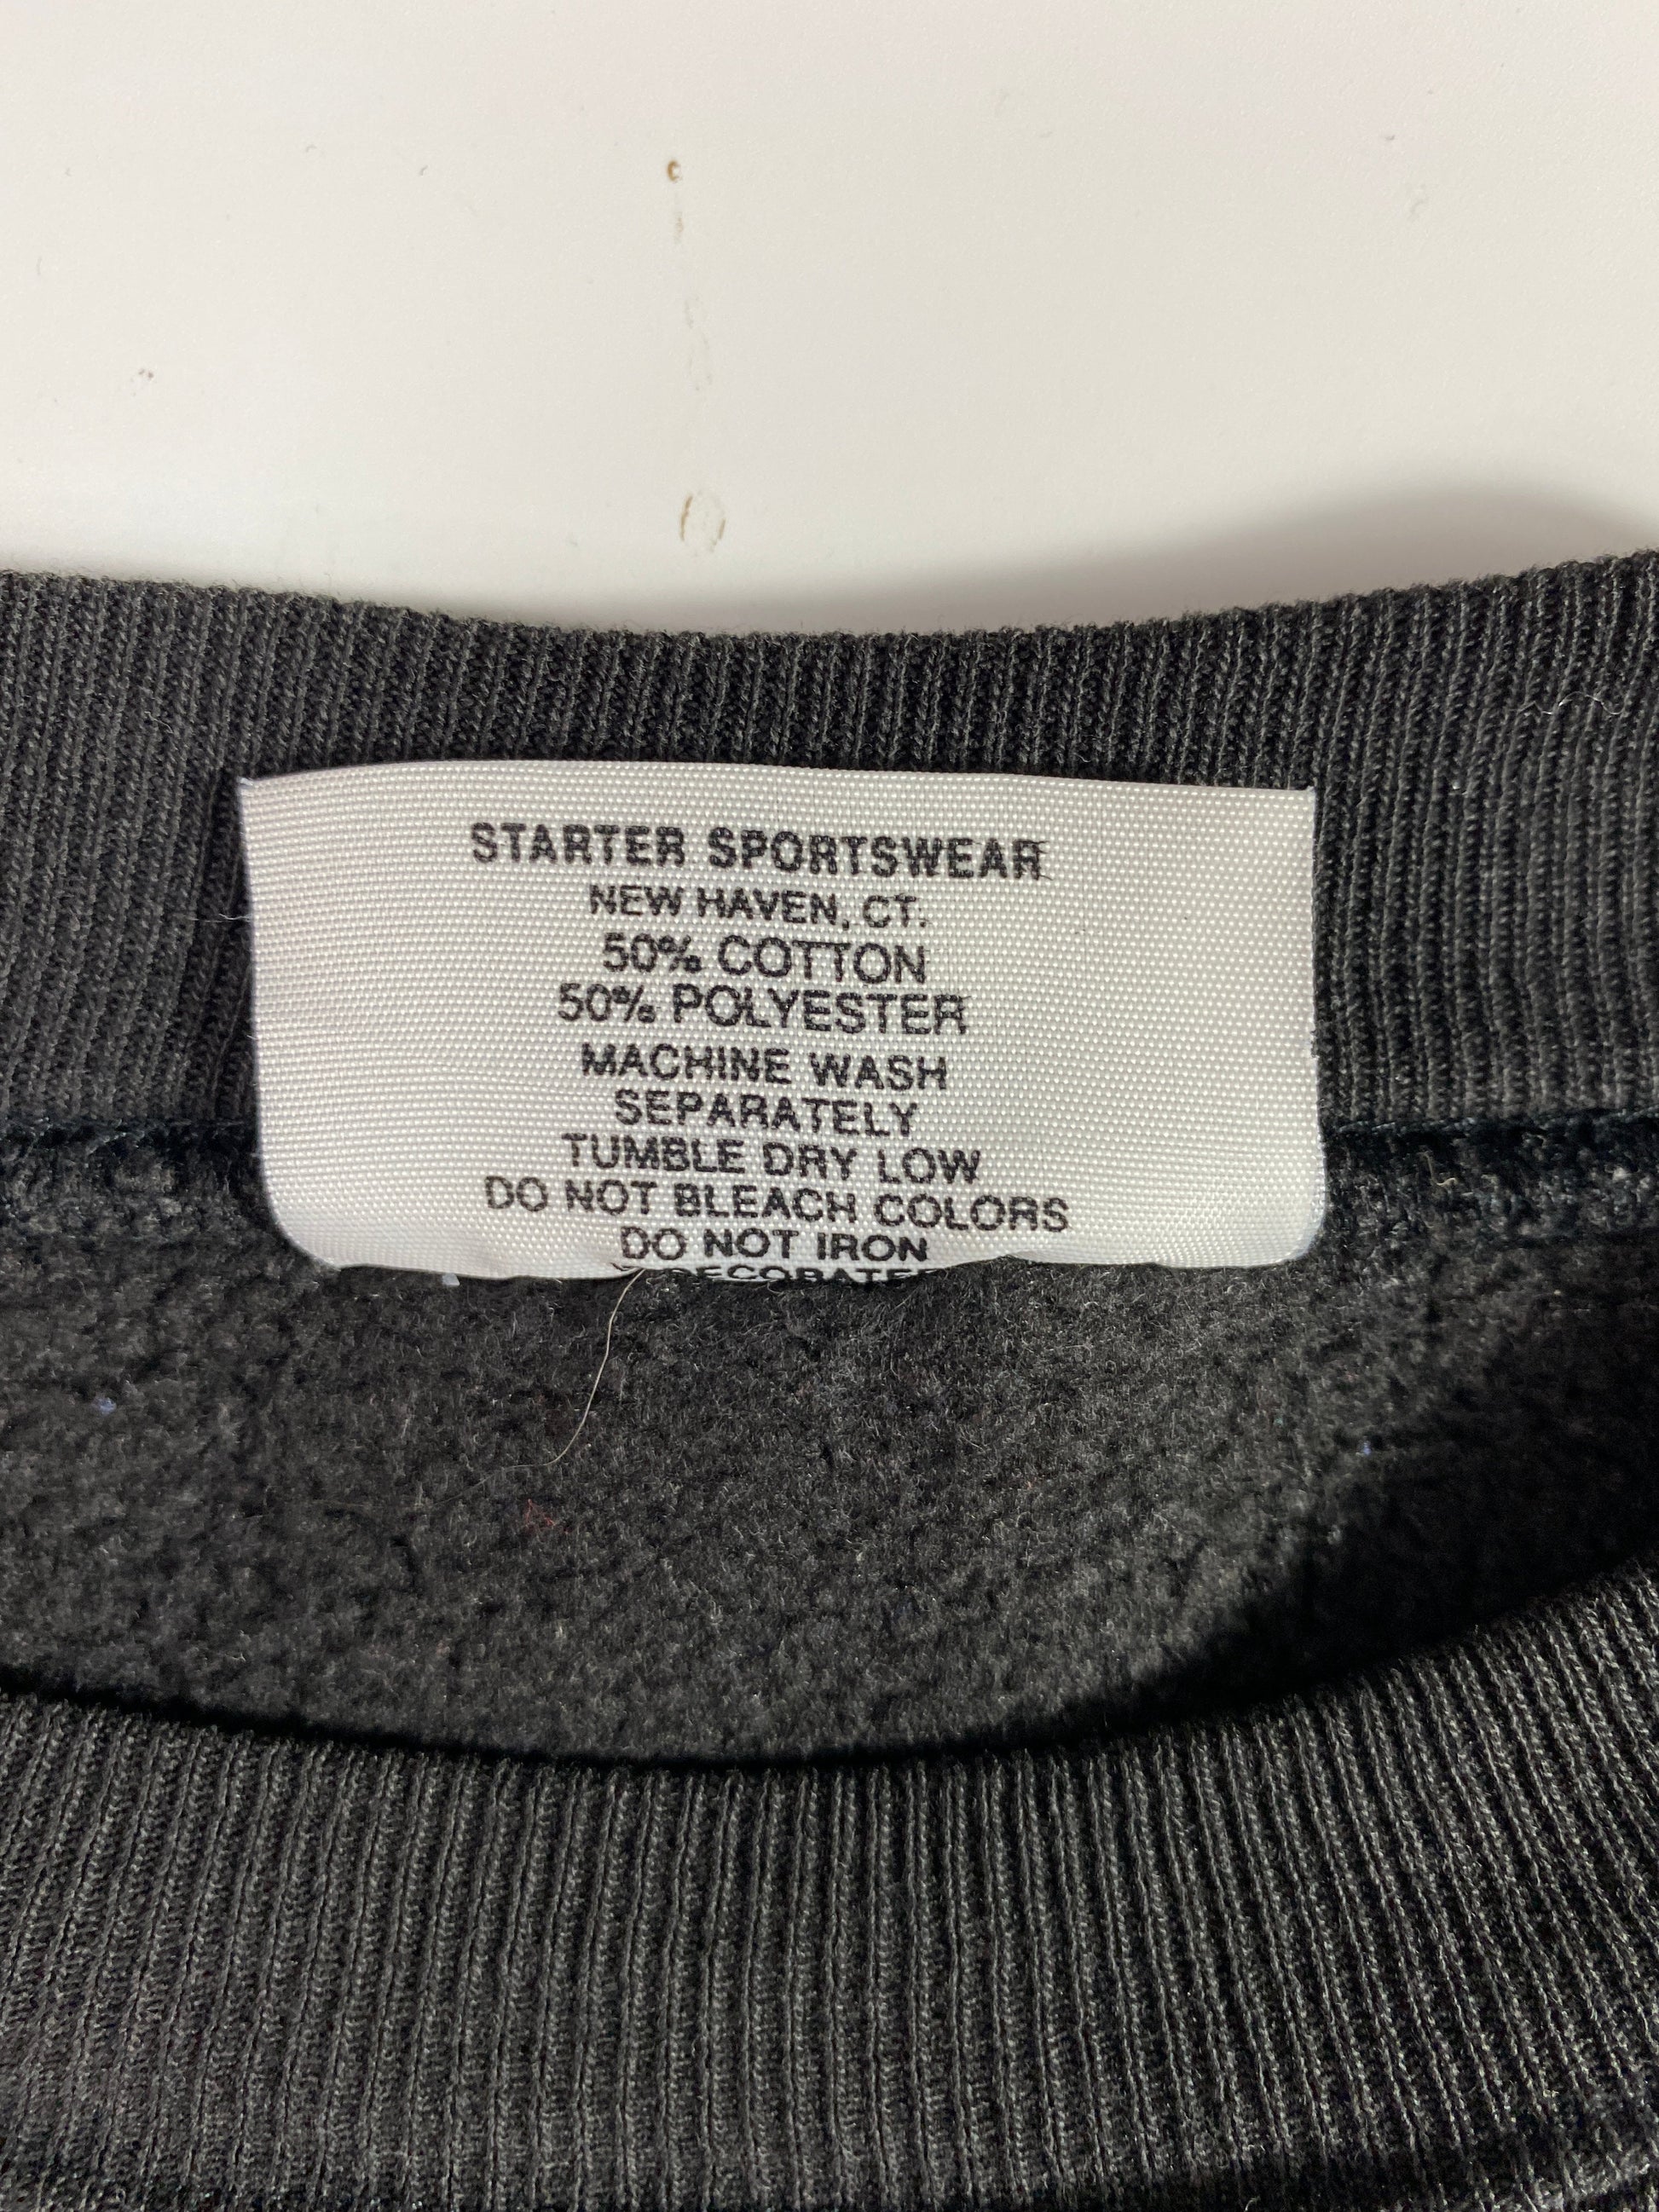 STARTER SPORTSWEAR
NEW HAVEN, CT.
50% COTTON
50% POLYESTER
MACHINE WASH
SEPARATELY
TUMBLE DRY LOW
DO NOT BLEACH COLORS
DO NOT IRON
DECORATED